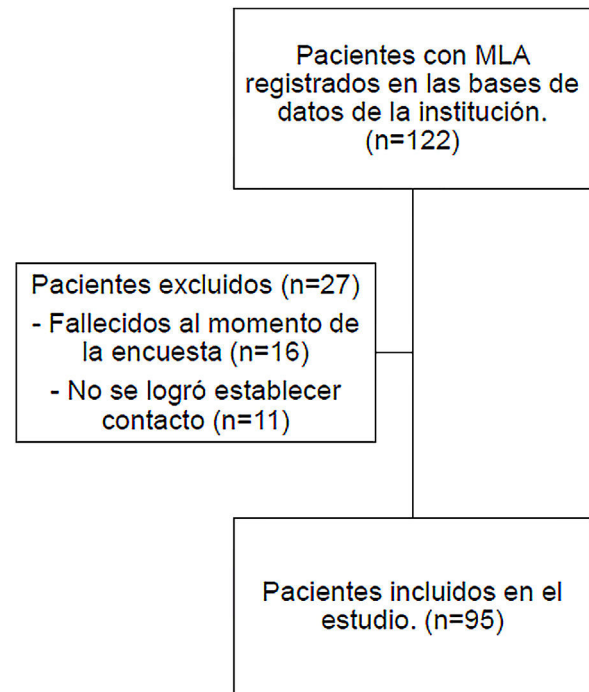 Pacientes con MLA
registrados en las bases de
datos de la institución.
(n=122)
Pacientes excluidos (n=27)
- Fallecidos al momento de
la encuesta (n=16)
- No se logró establecer
contacto (n=11)
Pacientes incluidos en el
estudio. (n=95)